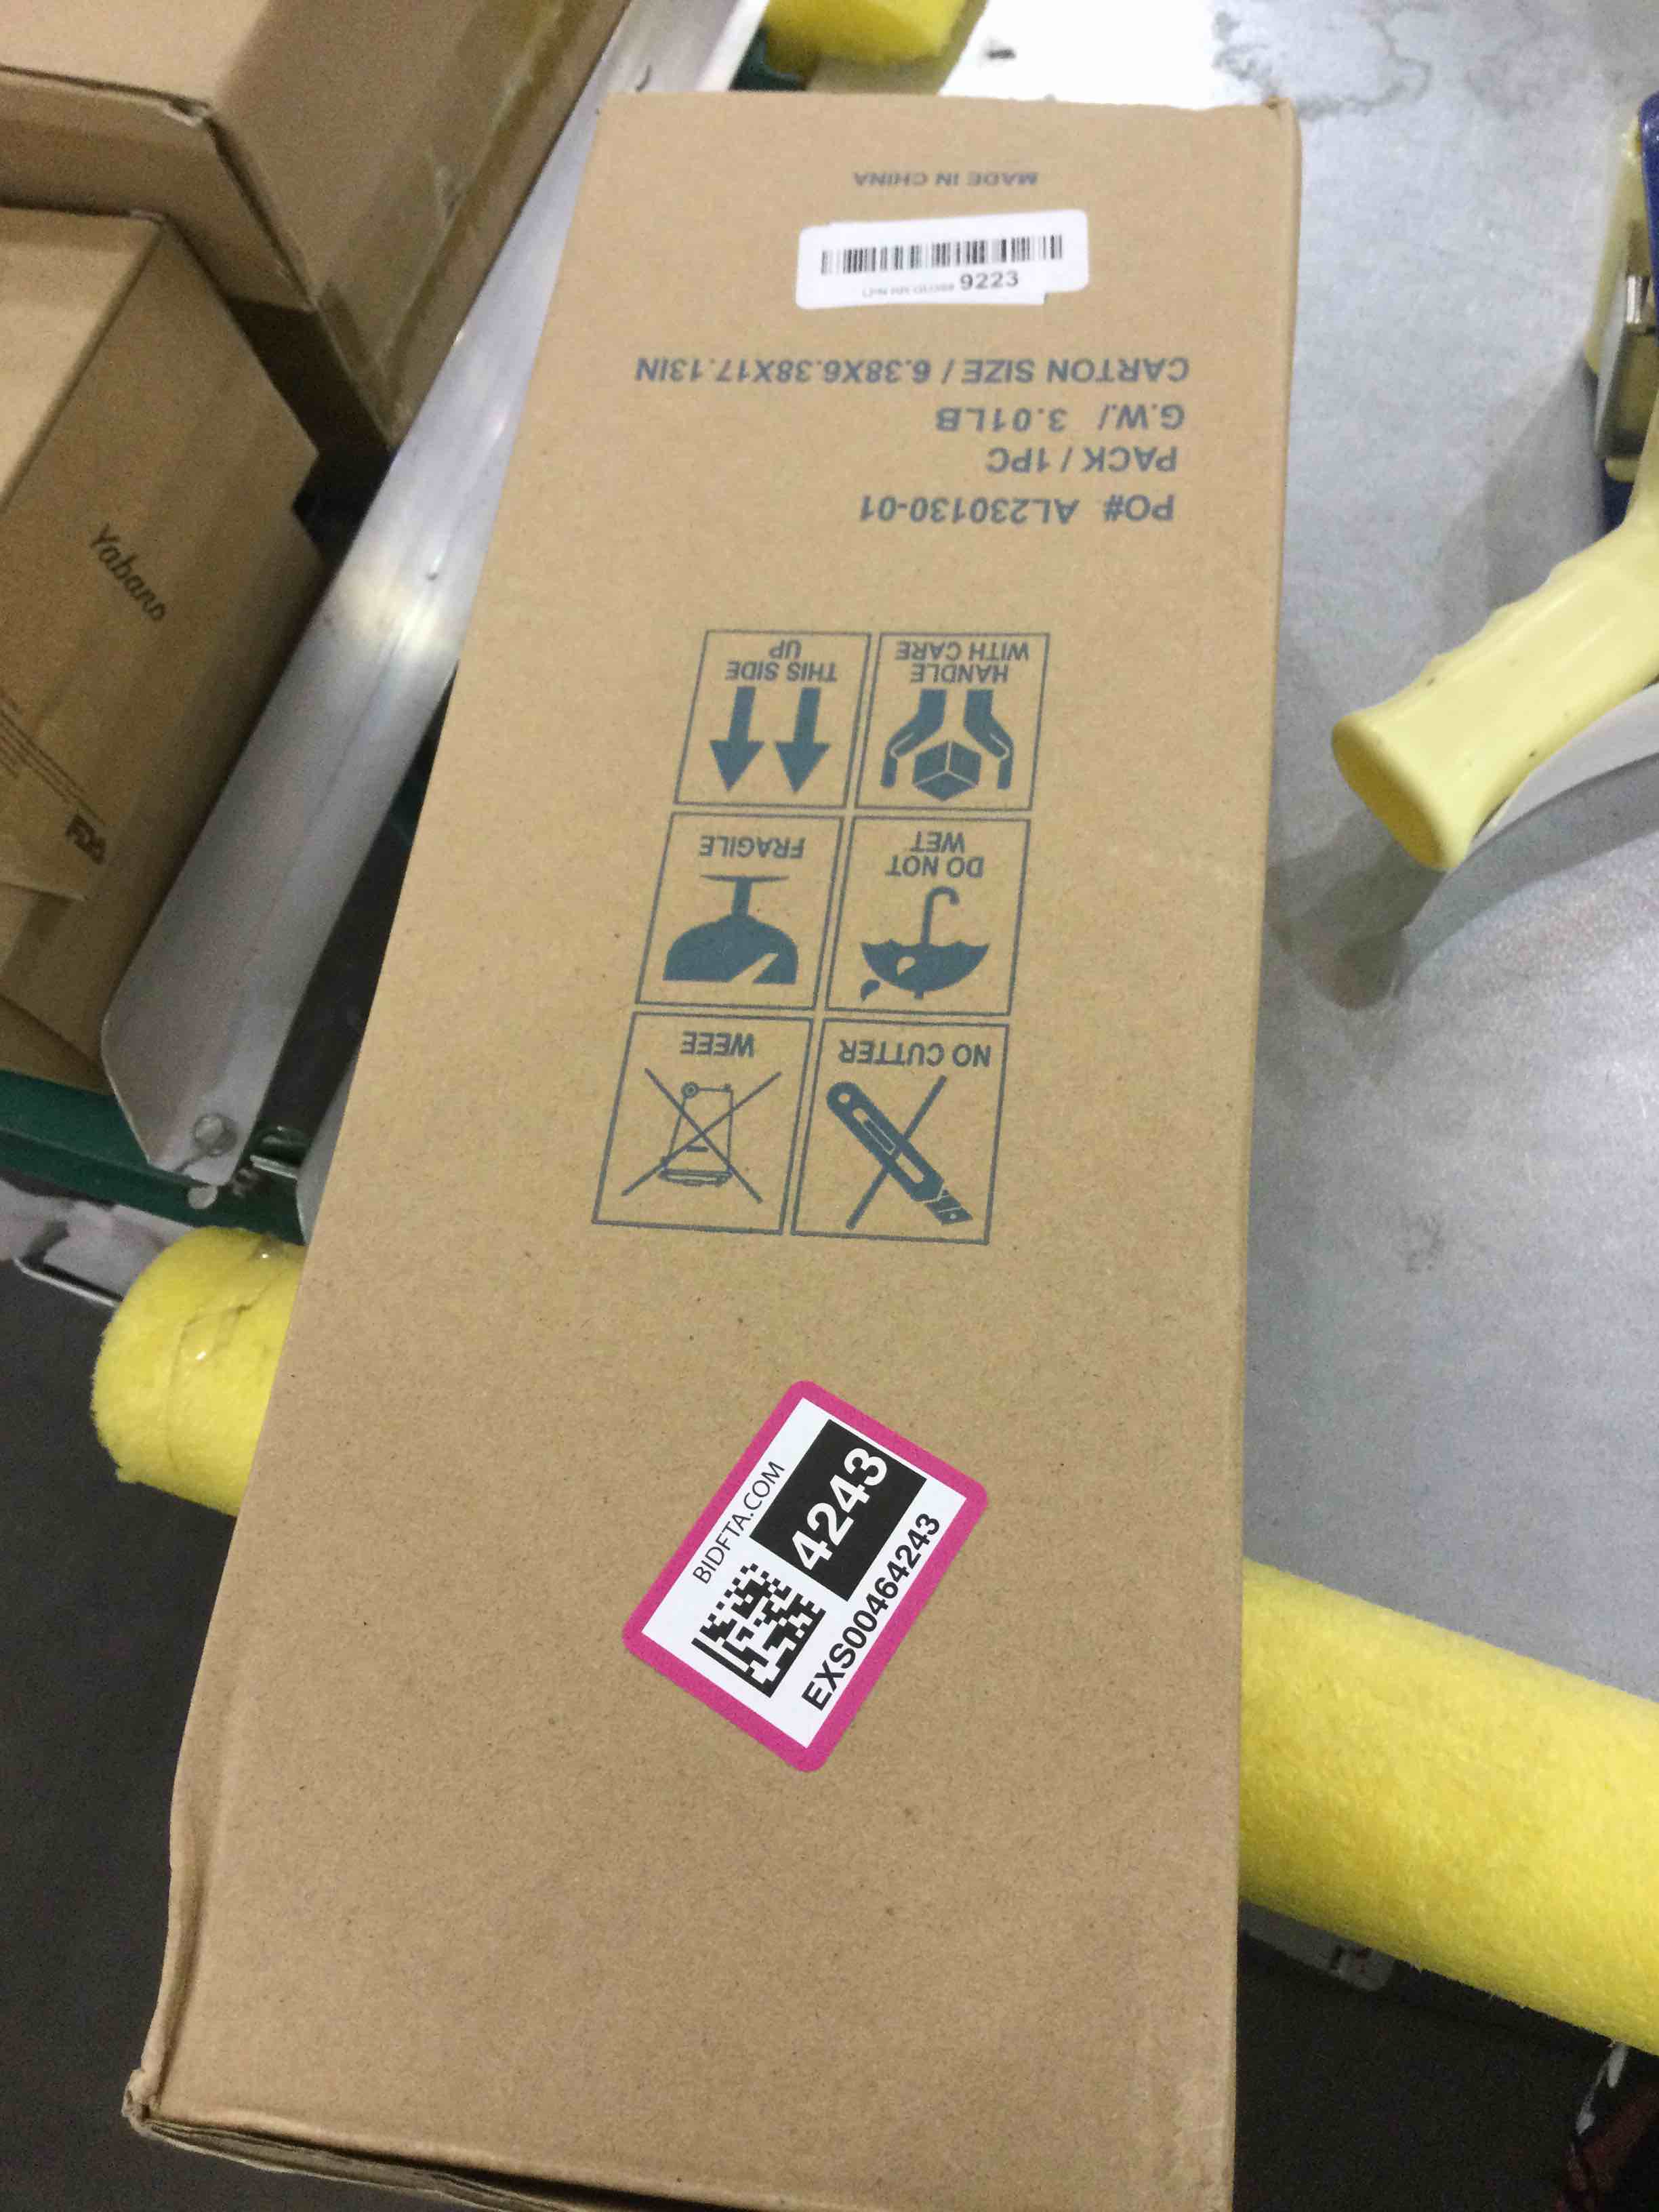 MADE IN CHINA
9223
CARTON SIZE / 6.38X6.38X17.13IN
G.W./ 3.01LB
PACK / 1PC
PO# AL230130-01
HANDLE
WITH CARE
THIS SIDE
UP
DO NOT
WET
FRAGILE
NO CUTTER
WEEE
BIDFTA.COM
4243
EXS00464243
Yabano